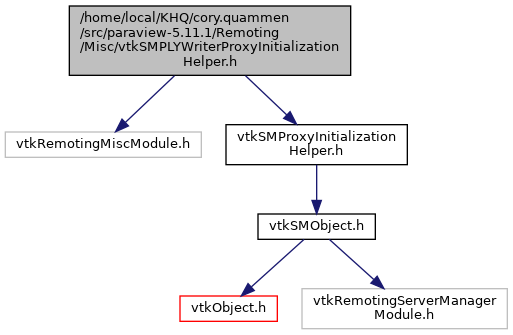 /home/local/KHQ/cory.quammen
/src/paraview-5.11.1/Remoting
/Misc/vtkSMPLYWriterProxyInitialization
Helper.h
vtkRemotingMiscModule.h
vtkSMProxyInitialization
Helper.h
vtkSMObject.h
vtkObject.h
vtkRemotingServerManager
Module.h